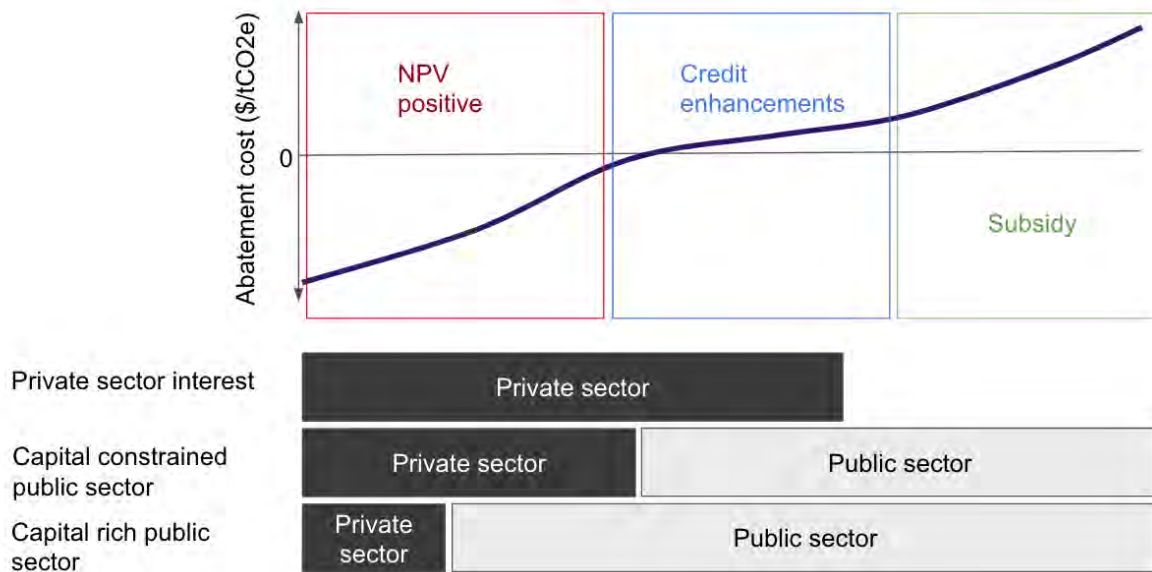 Abatement cost ($/tCO2e)
0
NPV
positive
Credit
enhancements
Subsidy
Private sector interest
Private sector
Capital constrained
public sector
Private sector
Public sector
Capital rich public
sector
Private
sector
Public sector